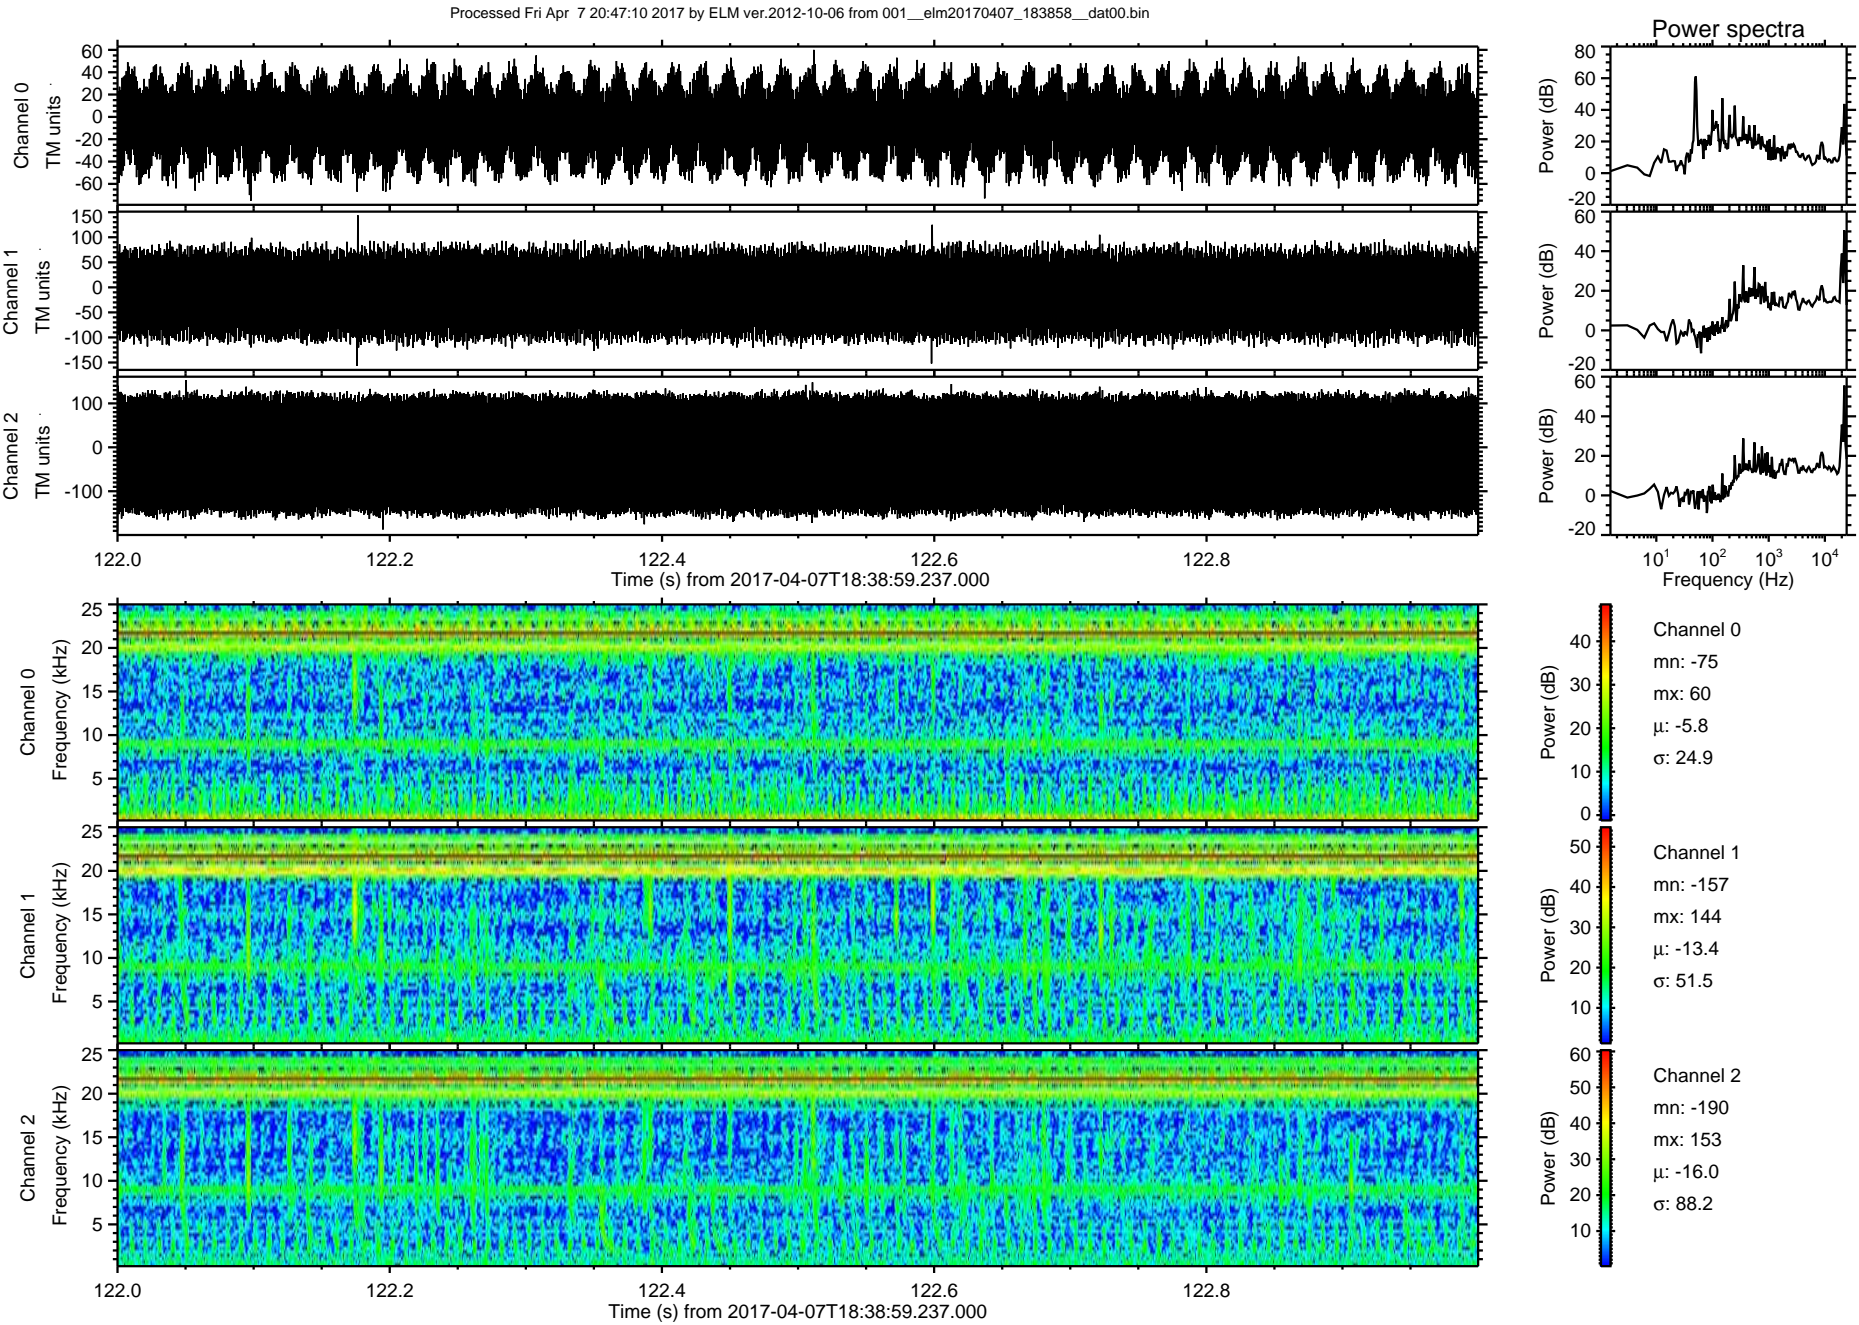 Processed Fri Apr  7 20:47:10 2017 by ELM ver.2012-10-06 from 001__elm20170407_183858__dat00.bin
Power spectra
Channel 0
TM units
60
40
20
0
-20
-40
-60
Power (dB)
80
60
40
20
0
-20
Channel 1
TM units
150
100
50
0
-50
-100
-150
Power (dB)
60
40
20
0
-20
Channel 2
TM units
100
0
-100
Power (dB)
60
40
20
0
-20
122.0 122.2 122.4 122.6 122.8
Time (s) from 2017-04-07T18:38:59.237.000
10^1 10^2 10^3 10^4
Frequency (Hz)
Channel 0
Frequency (kHz)
25
20
15
10
5
Power (dB)
40
30
20
10
0
Channel 0
mn: -75
mx: 60
µ: -5.8
σ: 24.9
Channel 1
Frequency (kHz)
25
20
15
10
5
Power (dB)
50
40
30
20
10
Channel 1
mn: -157
mx: 144
µ: -13.4
σ: 51.5
Channel 2
Frequency (kHz)
25
20
15
10
5
Power (dB)
60
50
40
30
20
10
Channel 2
mn: -190
mx: 153
µ: -16.0
σ: 88.2
122.0 122.2 122.4 122.6 122.8
Time (s) from 2017-04-07T18:38:59.237.000